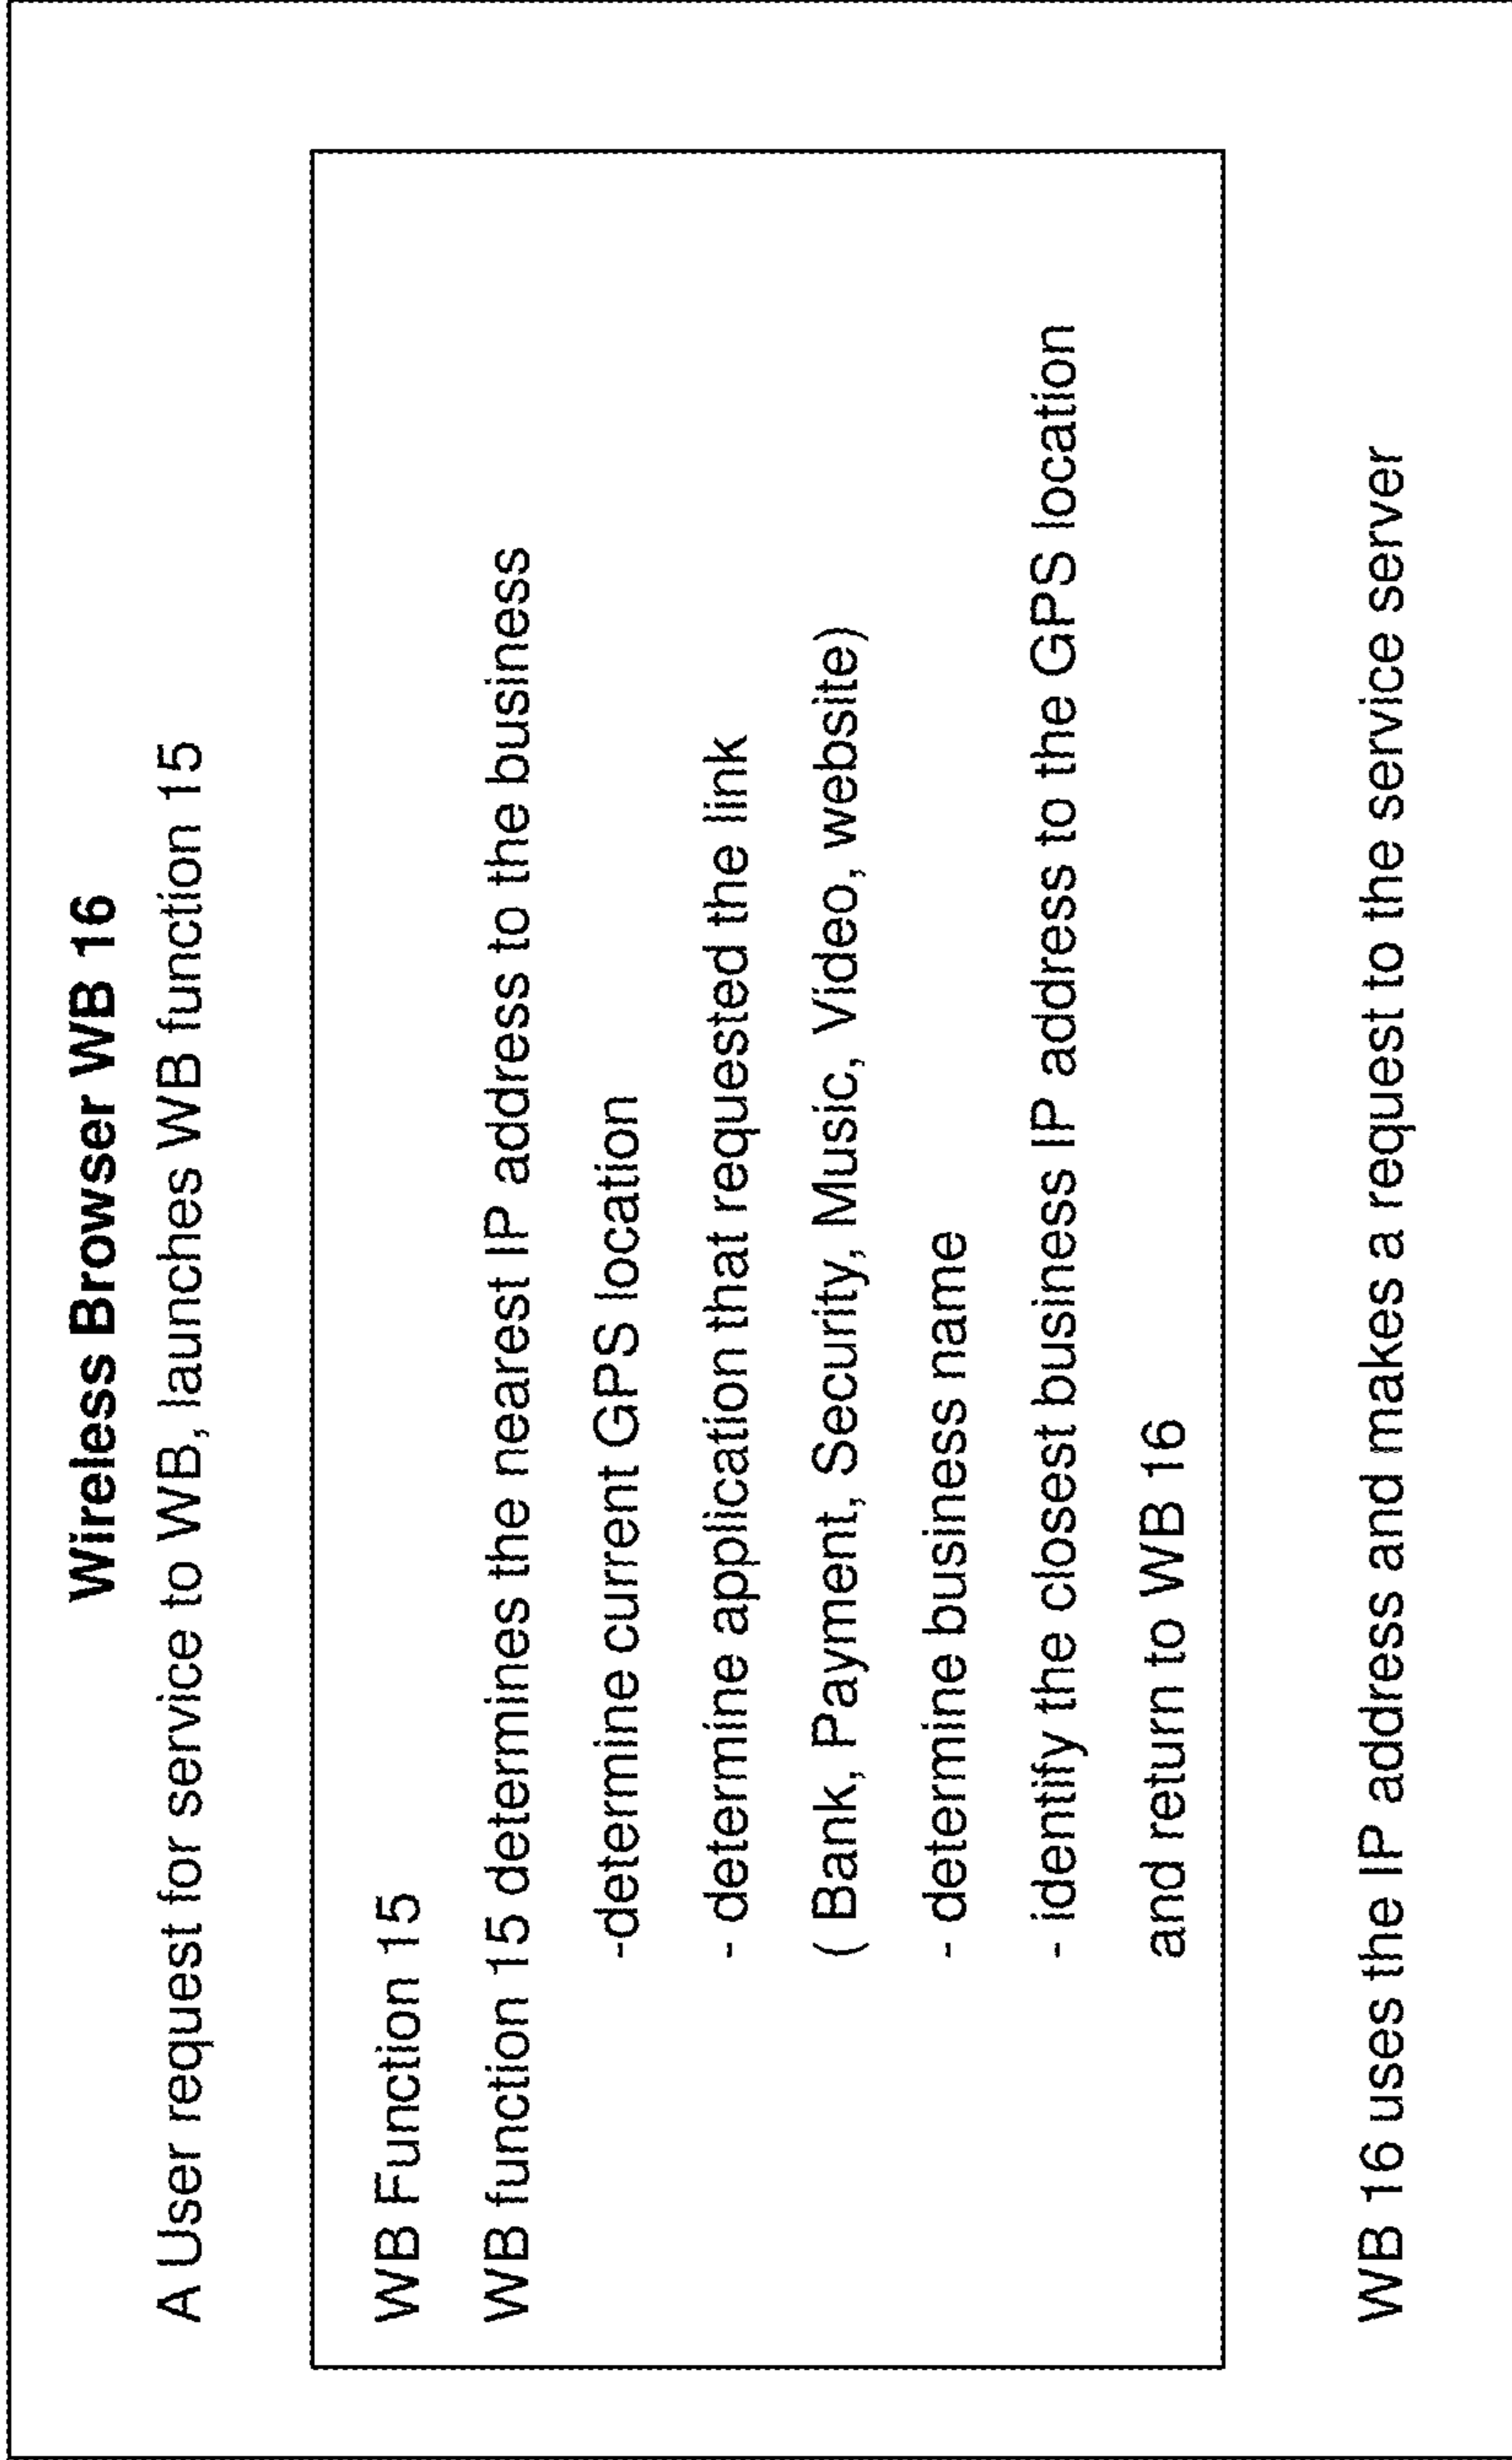 Wireless Browser WB 16
A User request for service to WB, launches WB function 15
WB Function 15
WB function 15 determines the nearest IP address to the business
-determine current GPS location
- determine application that requested the link
( Bank, Payment, Security, Music, Video, website)
- determine business name
- identify the closest business IP address to the GPS location
and return to WB 16
WB 16 uses the IP address and makes a request to the service server